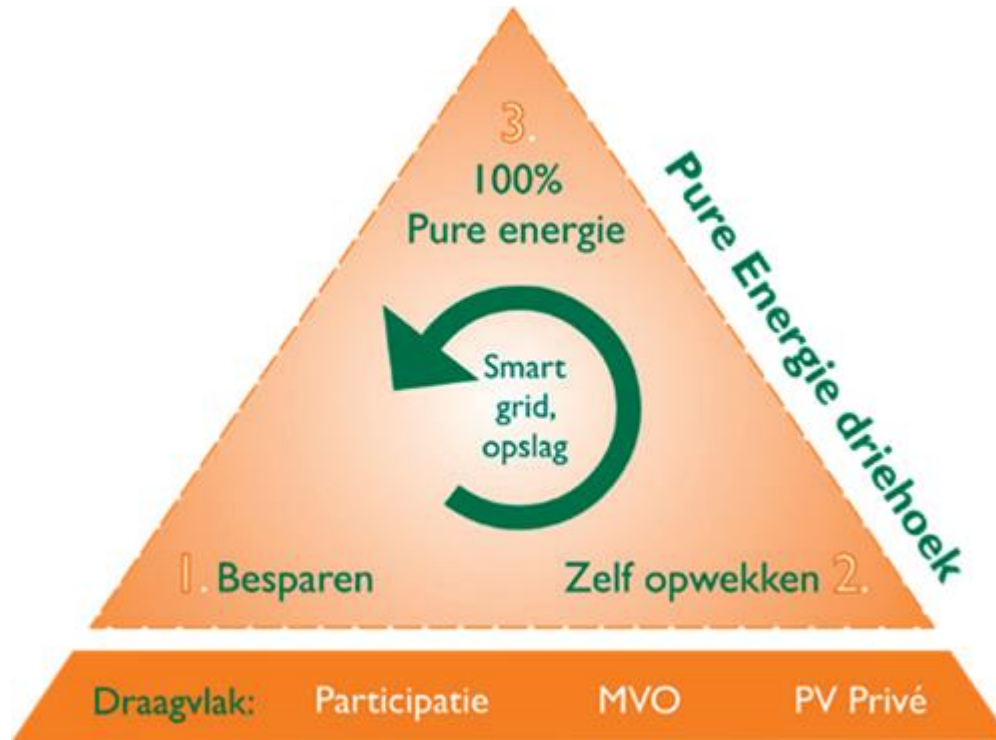 3.
100%
Pure energie
Pure Energie driehoek
Smart
grid,
opslag
1. Besparen
Zelf opwekken 2.
Draagvlak: Participatie MVO PV Privé